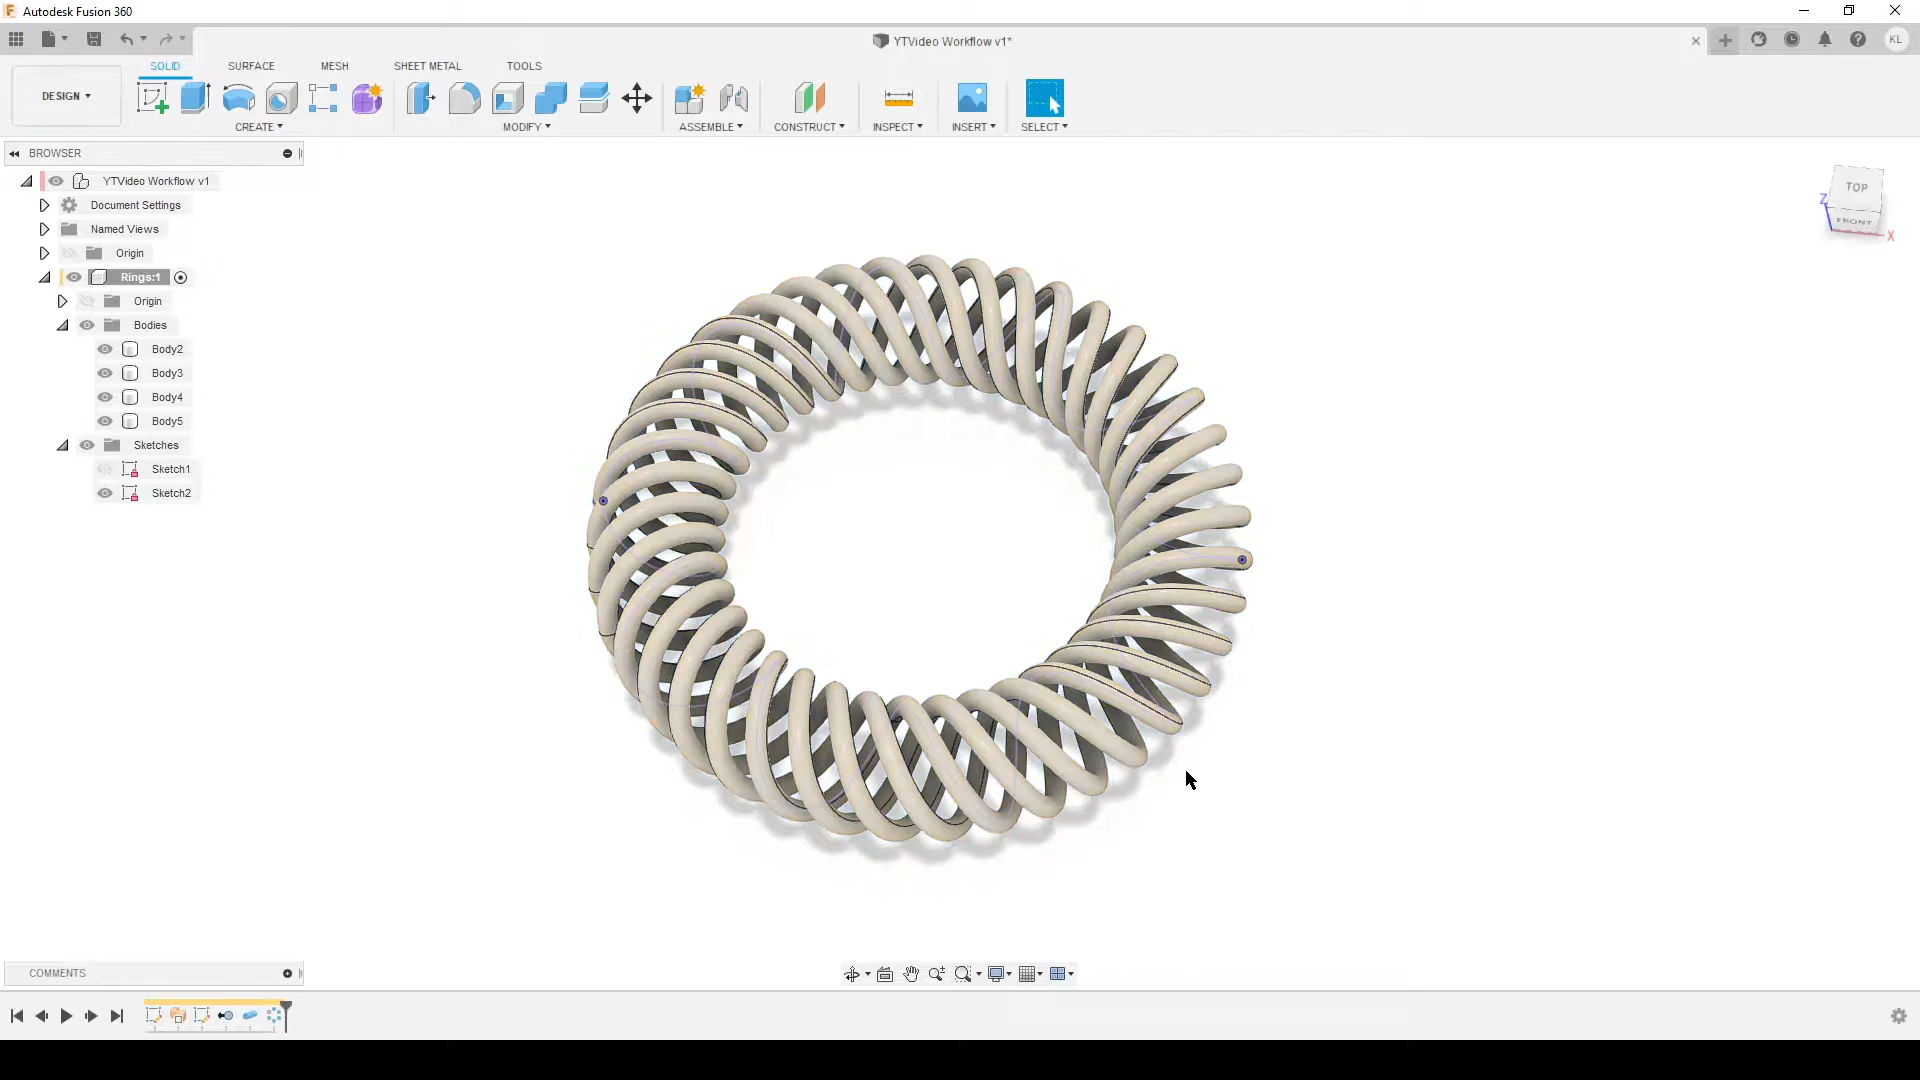 Autodesk Fusion 360
YTVideo Workflow v1*
KL
SOLID
SURFACE
MESH
SHEET METAL
TOOLS
DESIGN
CREATE
MODIFY
ASSEMBLE
CONSTRUCT
INSPECT
INSERT
SELECT
BROWSER
YTVideo Workflow v1
Document Settings
Named Views
Origin
Rings:1
Origin
Bodies
Body2
Body3
Body4
Body5
Sketches
Sketch1
Sketch2
TOP
Z
FRONT
X
COMMENTS